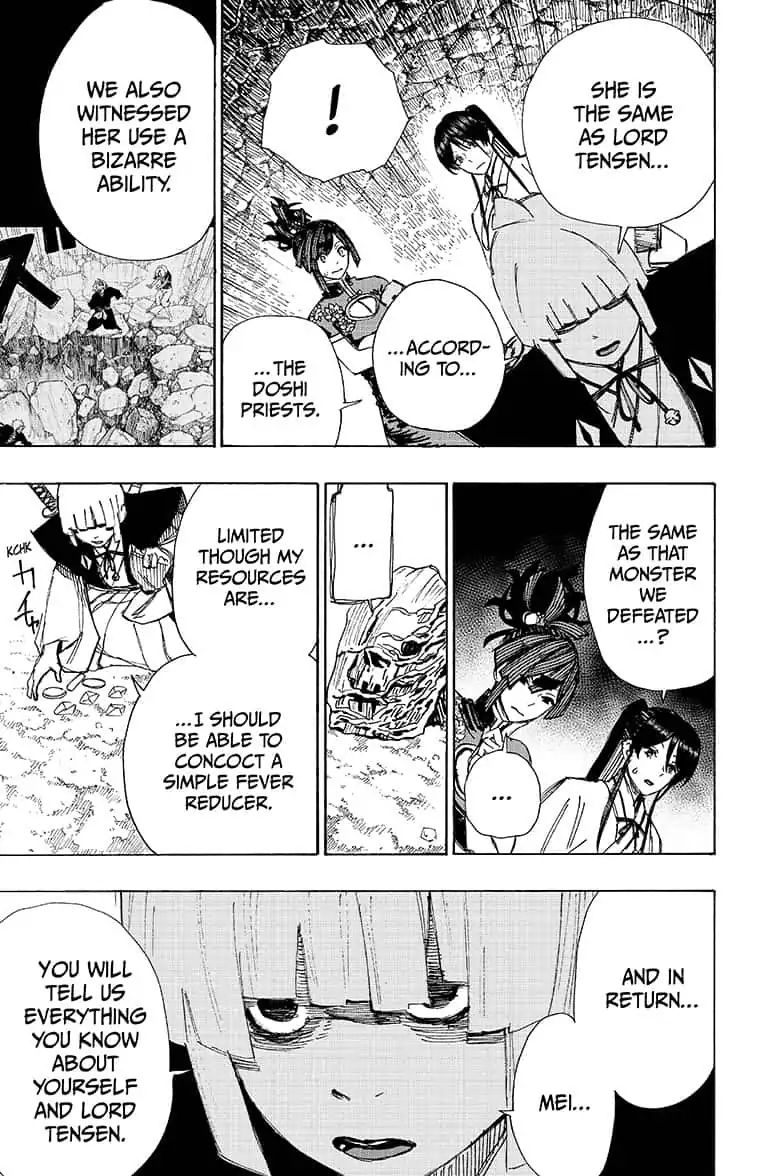 SHE IS
THE SAME
AS LORD
TENSEN...
!
...ACCORD-
ING TO...
...THE
DOSHI
PRIESTS.
WE ALSO
WITNESSED
HER USE A
BIZARRE
ABILITY.
THE SAME
AS THAT
MONSTER
WE
DEFEATED
...?
...
...
LIMITED
THOUGH MY
RESOURCES
ARE...
...I SHOULD
BE ABLE TO
CONCOCT A
SIMPLE FEVER
REDUCER.
KCHK
カチャ
AND IN
RETURN...
MEI...
YOU WILL
TELL US
EVERYTHING
YOU KNOW
ABOUT
YOURSELF
AND LORD
TENSEN.